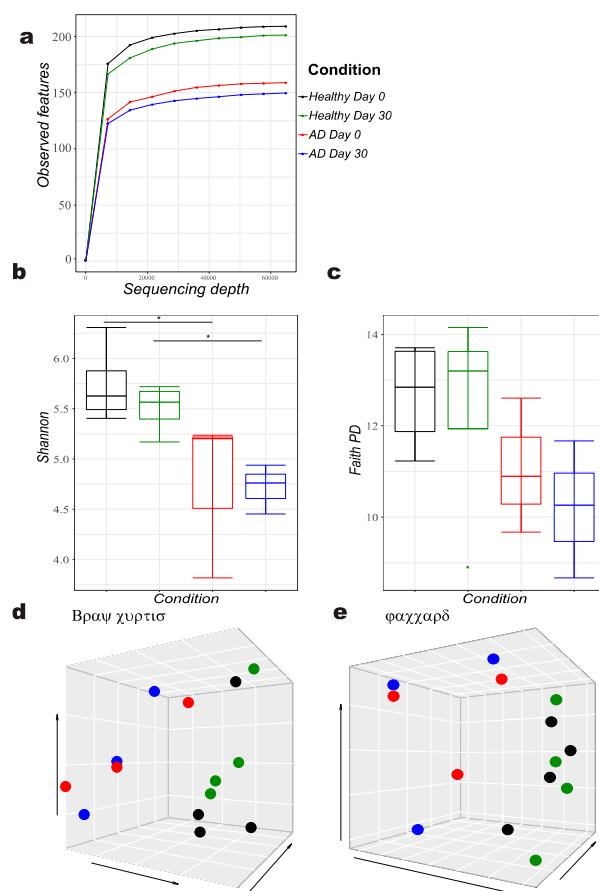 a
200
150
100
50
0
Observed features
0 20000 40000 60000
Sequencing depth
Condition
Healthy Day 0
Healthy Day 30
AD Day 0
AD Day 30
b
6.0
5.5
5.0
4.5
4.0
Shannon
*
*
Condition
c
14
12
10
Faith PD
Condition
d Βραψ χυρτισ
e φαχχαρδ